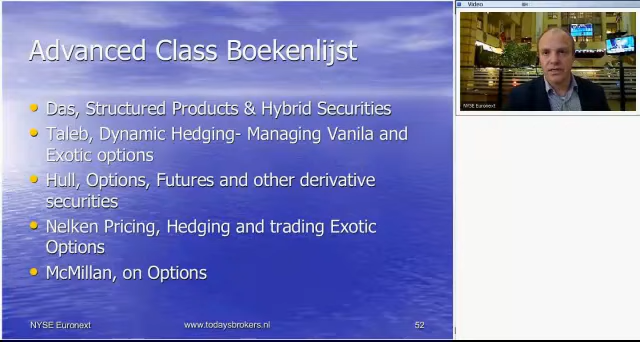 Advanced Class Boekenlijst
Das, Structured Products & Hybrid Securities
Taleb, Dynamic Hedging- Managing Vanila and
Exotic options
Hull, Options, Futures and other derivative
securities
Nelken Pricing, Hedging and trading Exotic
Options
McMillan, on Options
NYSE Euronext
www.todaysbrokers.nl
52
Video
NYSE Euronext